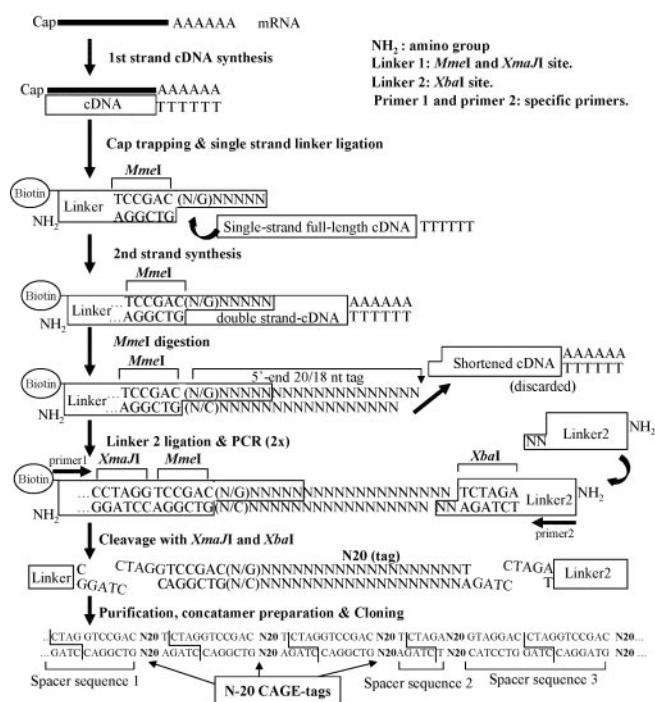 Cap AAAAAA mRNA
1st strand cDNA synthesis
NH2 : amino group
Linker 1: MmeI and XmaJI site.
Linker 2: XbaI site.
Primer 1 and primer 2: specific primers.
Cap AAAAAA
cDNA TTTTTT
Cap trapping & single strand linker ligation
MmeI
Biotin
TCCGAC (N/G)NNNNN
NH2 Linker AGGCTG
Single-strand full-length cDNA TTTTTT
2nd strand synthesis
MmeI
Biotin
Linker ...TCCGAC(N/G)NNNNN AAAAAA
NH2 AGGCTG double strand-cDNA TTTTTT
MmeI digestion
MmeI
5'-end 20/18 nt tag
Shortened cDNA AAAAAA
TTTTTT
(discarded)
Biotin
NH2 Linker
... TCCGAC (N/G)NNNNNNNNNNNNNNNNNNNN
... AGGCTG (N/C)NNNNNNNNNNNNNNNNNN
NN Linker2 NH2
Linker 2 ligation & PCR (2x)
primer1 XmaJI MmeI XbaI
Biotin
...CCTAGGTCCGAC(N/G)NNNNNNNNNNNNNNNNNNNN TCTAGA
NH2 ...GGATCCAGGCTG(N/C)NNNNNNNNNNNNNNNNNN NN AGATCT Linker2 NH2
primer2
Cleavage with XmaJI and XbaI
N20 (tag)
Linker C GGATC
CTAGGTCCGAC(N/G)NNNNNNNNNNNNNNNNNNNNT
CAGGCTG(N/C)NNNNNNNNNNNNNNNNNNNNAGATC
CTAGA T Linker2
Purification, concatamer preparation & Cloning
...CTAG GTCCGAC N20 T CTAGGTCCGAC N20 T CTAGGTCCGAC N20 T CTAGAN20 GTAGGAC CTAGGTCCGAC N20...
...GATC CAGGCTG N20 AGATC CAGGCTG N20 AGATC CAGGCTG N20AGATCT N20 CATCCTG GATC CAGGATG N20...
Spacer sequence 1 N-20 CAGE-tags Spacer sequence 2 Spacer sequence 3